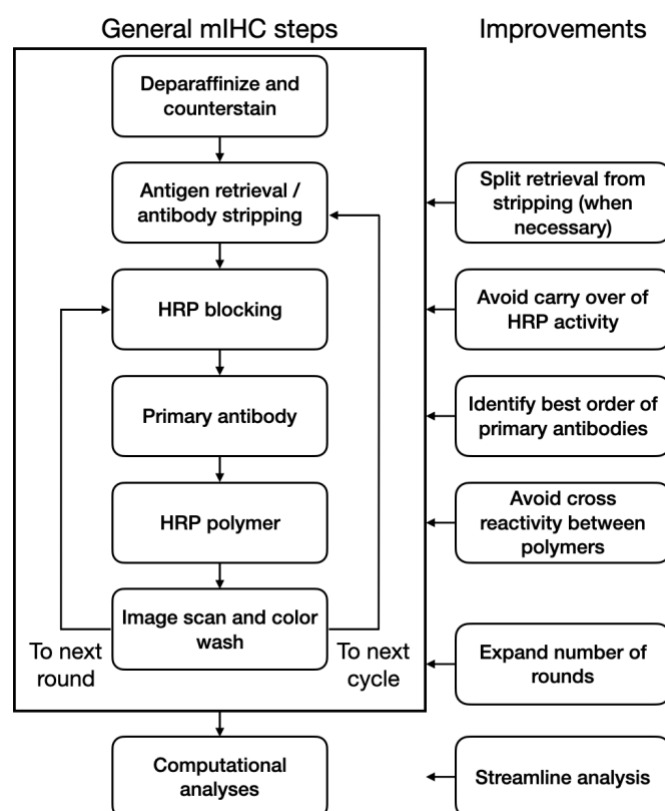 General mIHC steps
Improvements
Deparaffinize and
counterstain
Antigen retrieval /
antibody stripping
Split retrieval from
stripping (when
necessary)
HRP blocking
Avoid carry over of
HRP activity
Primary antibody
Identify best order of
primary antibodies
HRP polymer
Avoid cross
reactivity between
polymers
Image scan and color
wash
To next
round
To next
cycle
Expand number of
rounds
Computational
analyses
Streamline analysis